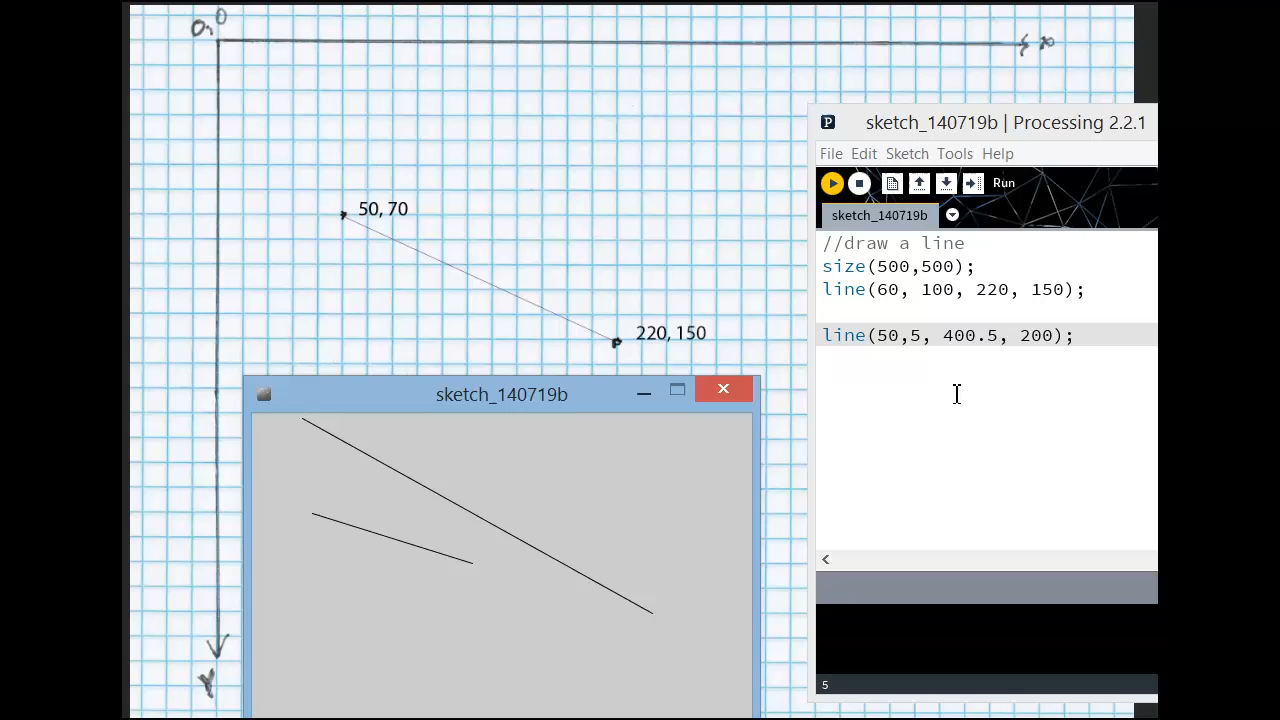 0,0
x
50, 70
220, 150
Y
sketch_140719b | Processing 2.2.1
File Edit Sketch Tools Help
Run
sketch_140719b
//draw a line
size(500,500);
line(60, 100, 220, 150);
line(50,5, 400.5, 200);
5
sketch_140719b